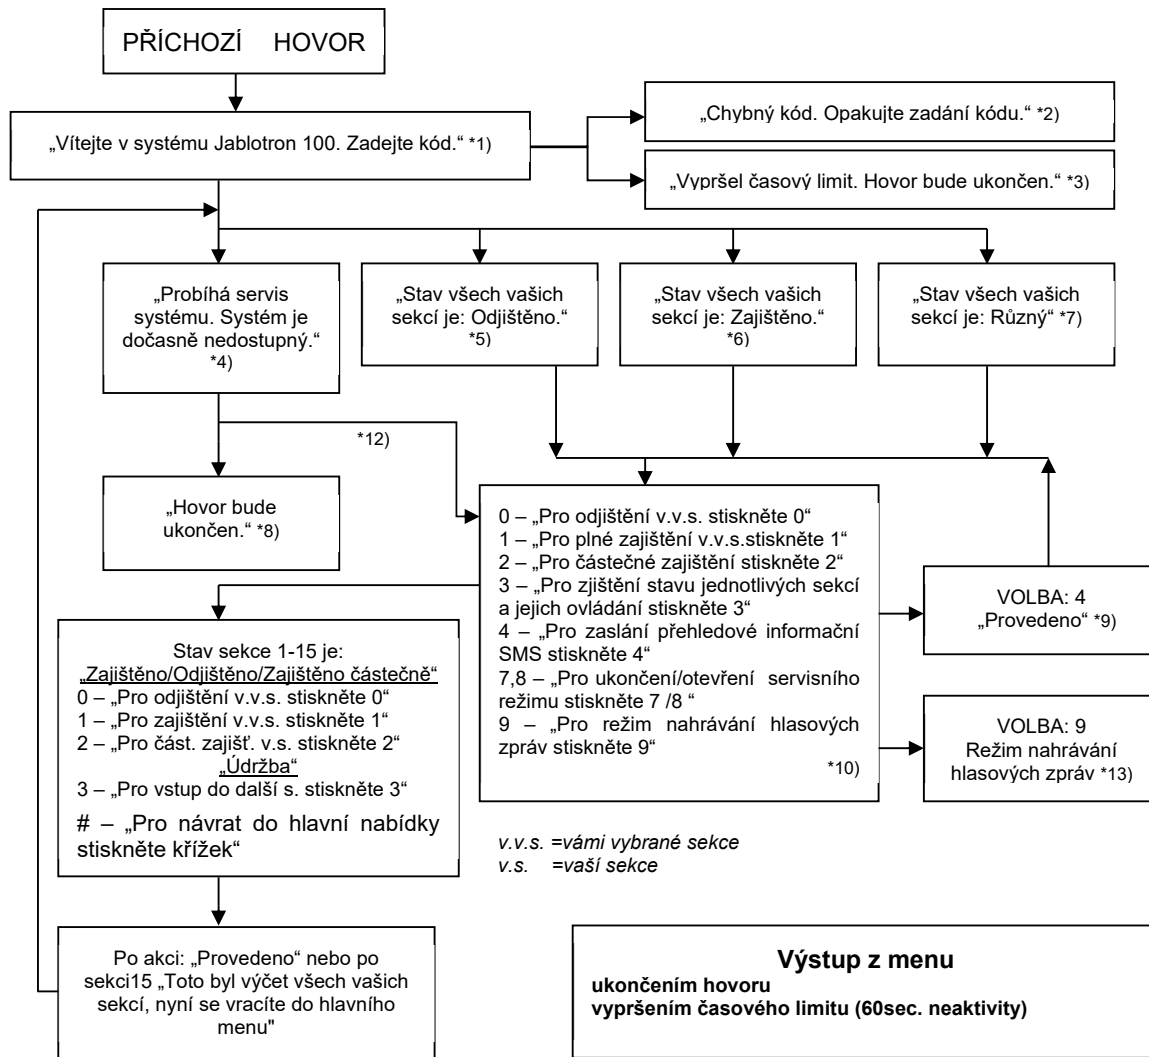 PŘÍCHOZÍ HOVOR
„Vítejte v systému Jablotron 100. Zadejte kód.“ *1)
„Chybný kód. Opakujte zadání kódu.“ *2)
„Vypršel časový limit. Hovor bude ukončen.“ *3)
„Probíhá servis
systému. Systém je
dočasně nedostupný.“
*4)
„Stav všech vašich
sekcí je: Odjištěno.“
*5)
„Stav všech vašich
sekcí je: Zajištěno.“
*6)
„Stav všech vašich
sekcí je: Různý“ *7)
*12)
„Hovor bude
ukončen.“ *8)
0 – „Pro odjištění v.v.s. stiskněte 0“
1 – „Pro plné zajištění v.v.s.stiskněte 1“
2 – „Pro částečné zajištění stiskněte 2“
3 – „Pro zjištění stavu jednotlivých sekcí
a jejich ovládání stiskněte 3“
4 – „Pro zaslání přehledové informační
SMS stiskněte 4“
7,8 – „Pro ukončení/otevření servisního
režimu stiskněte 7 /8 “
9 – „Pro režim nahrávání hlasových
zpráv stiskněte 9“
*10)
VOLBA: 4
„Provedeno“ *9)
VOLBA: 9
Režim nahrávání
hlasových zpráv *13)
Stav sekce 1-15 je:
„Zajištěno/Odjištěno/Zajištěno částečně“
0 – „Pro odjištění v.v.s. stiskněte 0“
1 – „Pro zajištění v.v.s. stiskněte 1“
2 – „Pro část. zajišť. v.s. stiskněte 2“
„Údržba“
3 – „Pro vstup do další s. stiskněte 3“
# – „Pro návrat do hlavní nabídky
stiskněte křížek“
v.v.s. =vámi vybrané sekce
v.s. =vaší sekce
Po akci: „Provedeno“ nebo po
sekci15 „Toto byl výčet všech vašich
sekcí, nyní se vracíte do hlavního
menu"
Výstup z menu
ukončením hovoru
vypršením časového limitu (60sec. neaktivity)